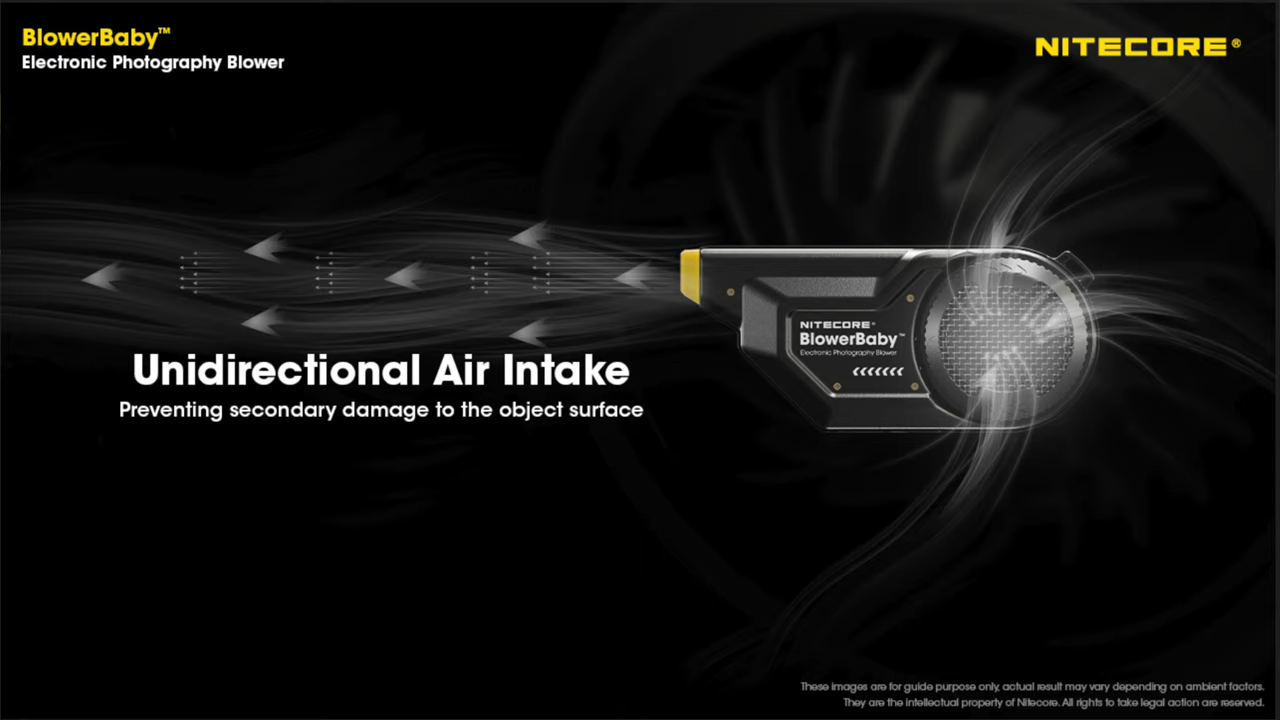 BlowerBaby™
Electronic Photography Blower
NITECORE®
NITECORE®
BlowerBaby™
Electronic Photography Blower
Unidirectional Air Intake
Preventing secondary damage to the object surface
These images are for guide purpose only, actual result may vary depending on ambient factors.
They are the intellectual property of Nitecore. All rights to take legal action are reserved.